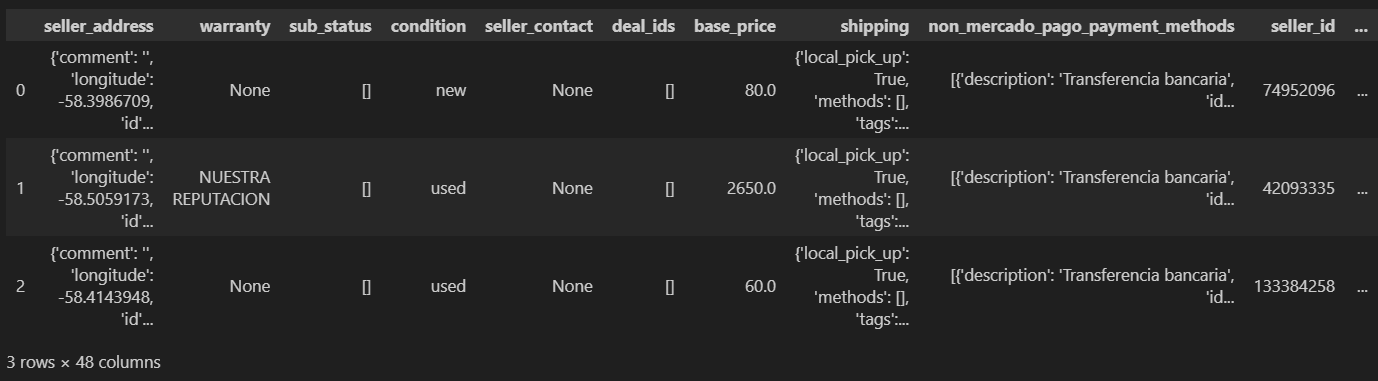 seller_address warranty sub_status condition seller_contact deal_ids base_price shipping non_mercado_pago_payment_methods seller_id ...
0 {'comment': '', 'longitude': -58.3986709, 'id'... None [] new None [] 80.0 {'local_pick_up': True, 'methods': [], 'tags':... [{'description': 'Transferencia bancaria', 'id... 74952096 ...
1 {'comment': '', 'longitude': -58.5059173, 'id'... NUESTRA REPUTACION [] used None [] 2650.0 {'local_pick_up': True, 'methods': [], 'tags':... [{'description': 'Transferencia bancaria', 'id... 42093335 ...
2 {'comment': '', 'longitude': -58.4143948, 'id'... None [] used None [] 60.0 {'local_pick_up': True, 'methods': [], 'tags':... [{'description': 'Transferencia bancaria', 'id... 133384258 ...
3 rows × 48 columns